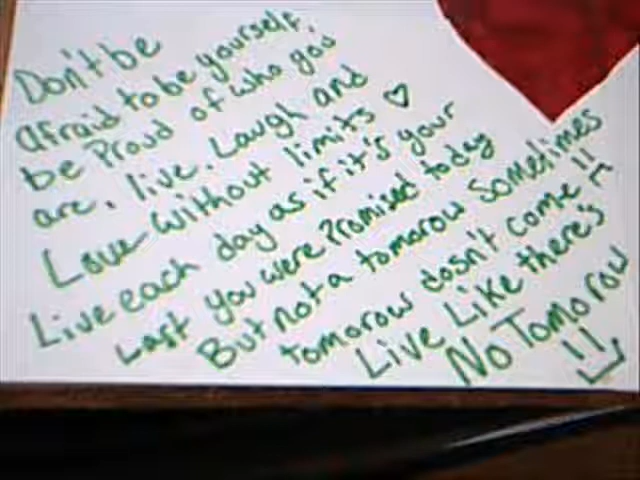 Don't be
afraid to be yourself,
be Proud of who you
are, live. Laugh and
Love without limits ♡
Live each day as if it's your
Last you were Promised today
But not a tomarow Sometimes
tomorow dosn't come !!
Live Like there's
No Tomorow
!!